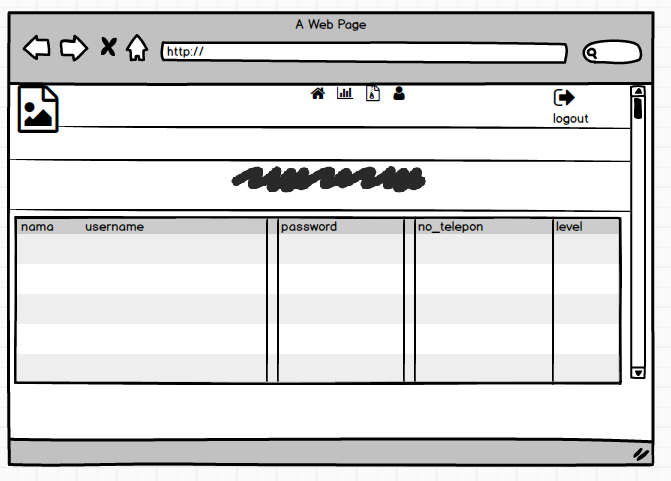 A Web Page
http://
logout
nama username password no_telepon level